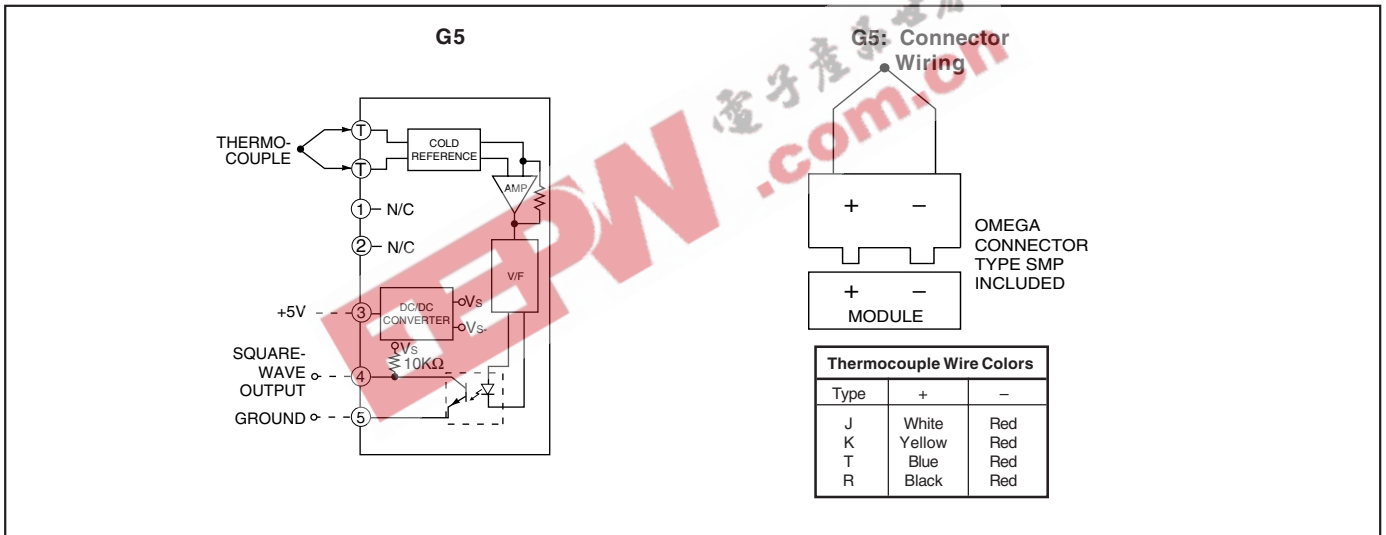 G5
THERMO-
COUPLE
T
T
COLD
REFERENCE
AMP
1 N/C
2 N/C
V/F
+5V
3
DC/DC
CONVERTER
Vs
Vs-
Vs
10KΩ
SQUARE-
WAVE
OUTPUT
4
GROUND
5
G5: Connector
Wiring
+ –
OMEGA
CONNECTOR
TYPE SMP
INCLUDED
+ –
MODULE
Thermocouple Wire Colors
Type + –
J White Red
K Yellow Red
T Blue Red
R Black Red
EEPW
.com.cn